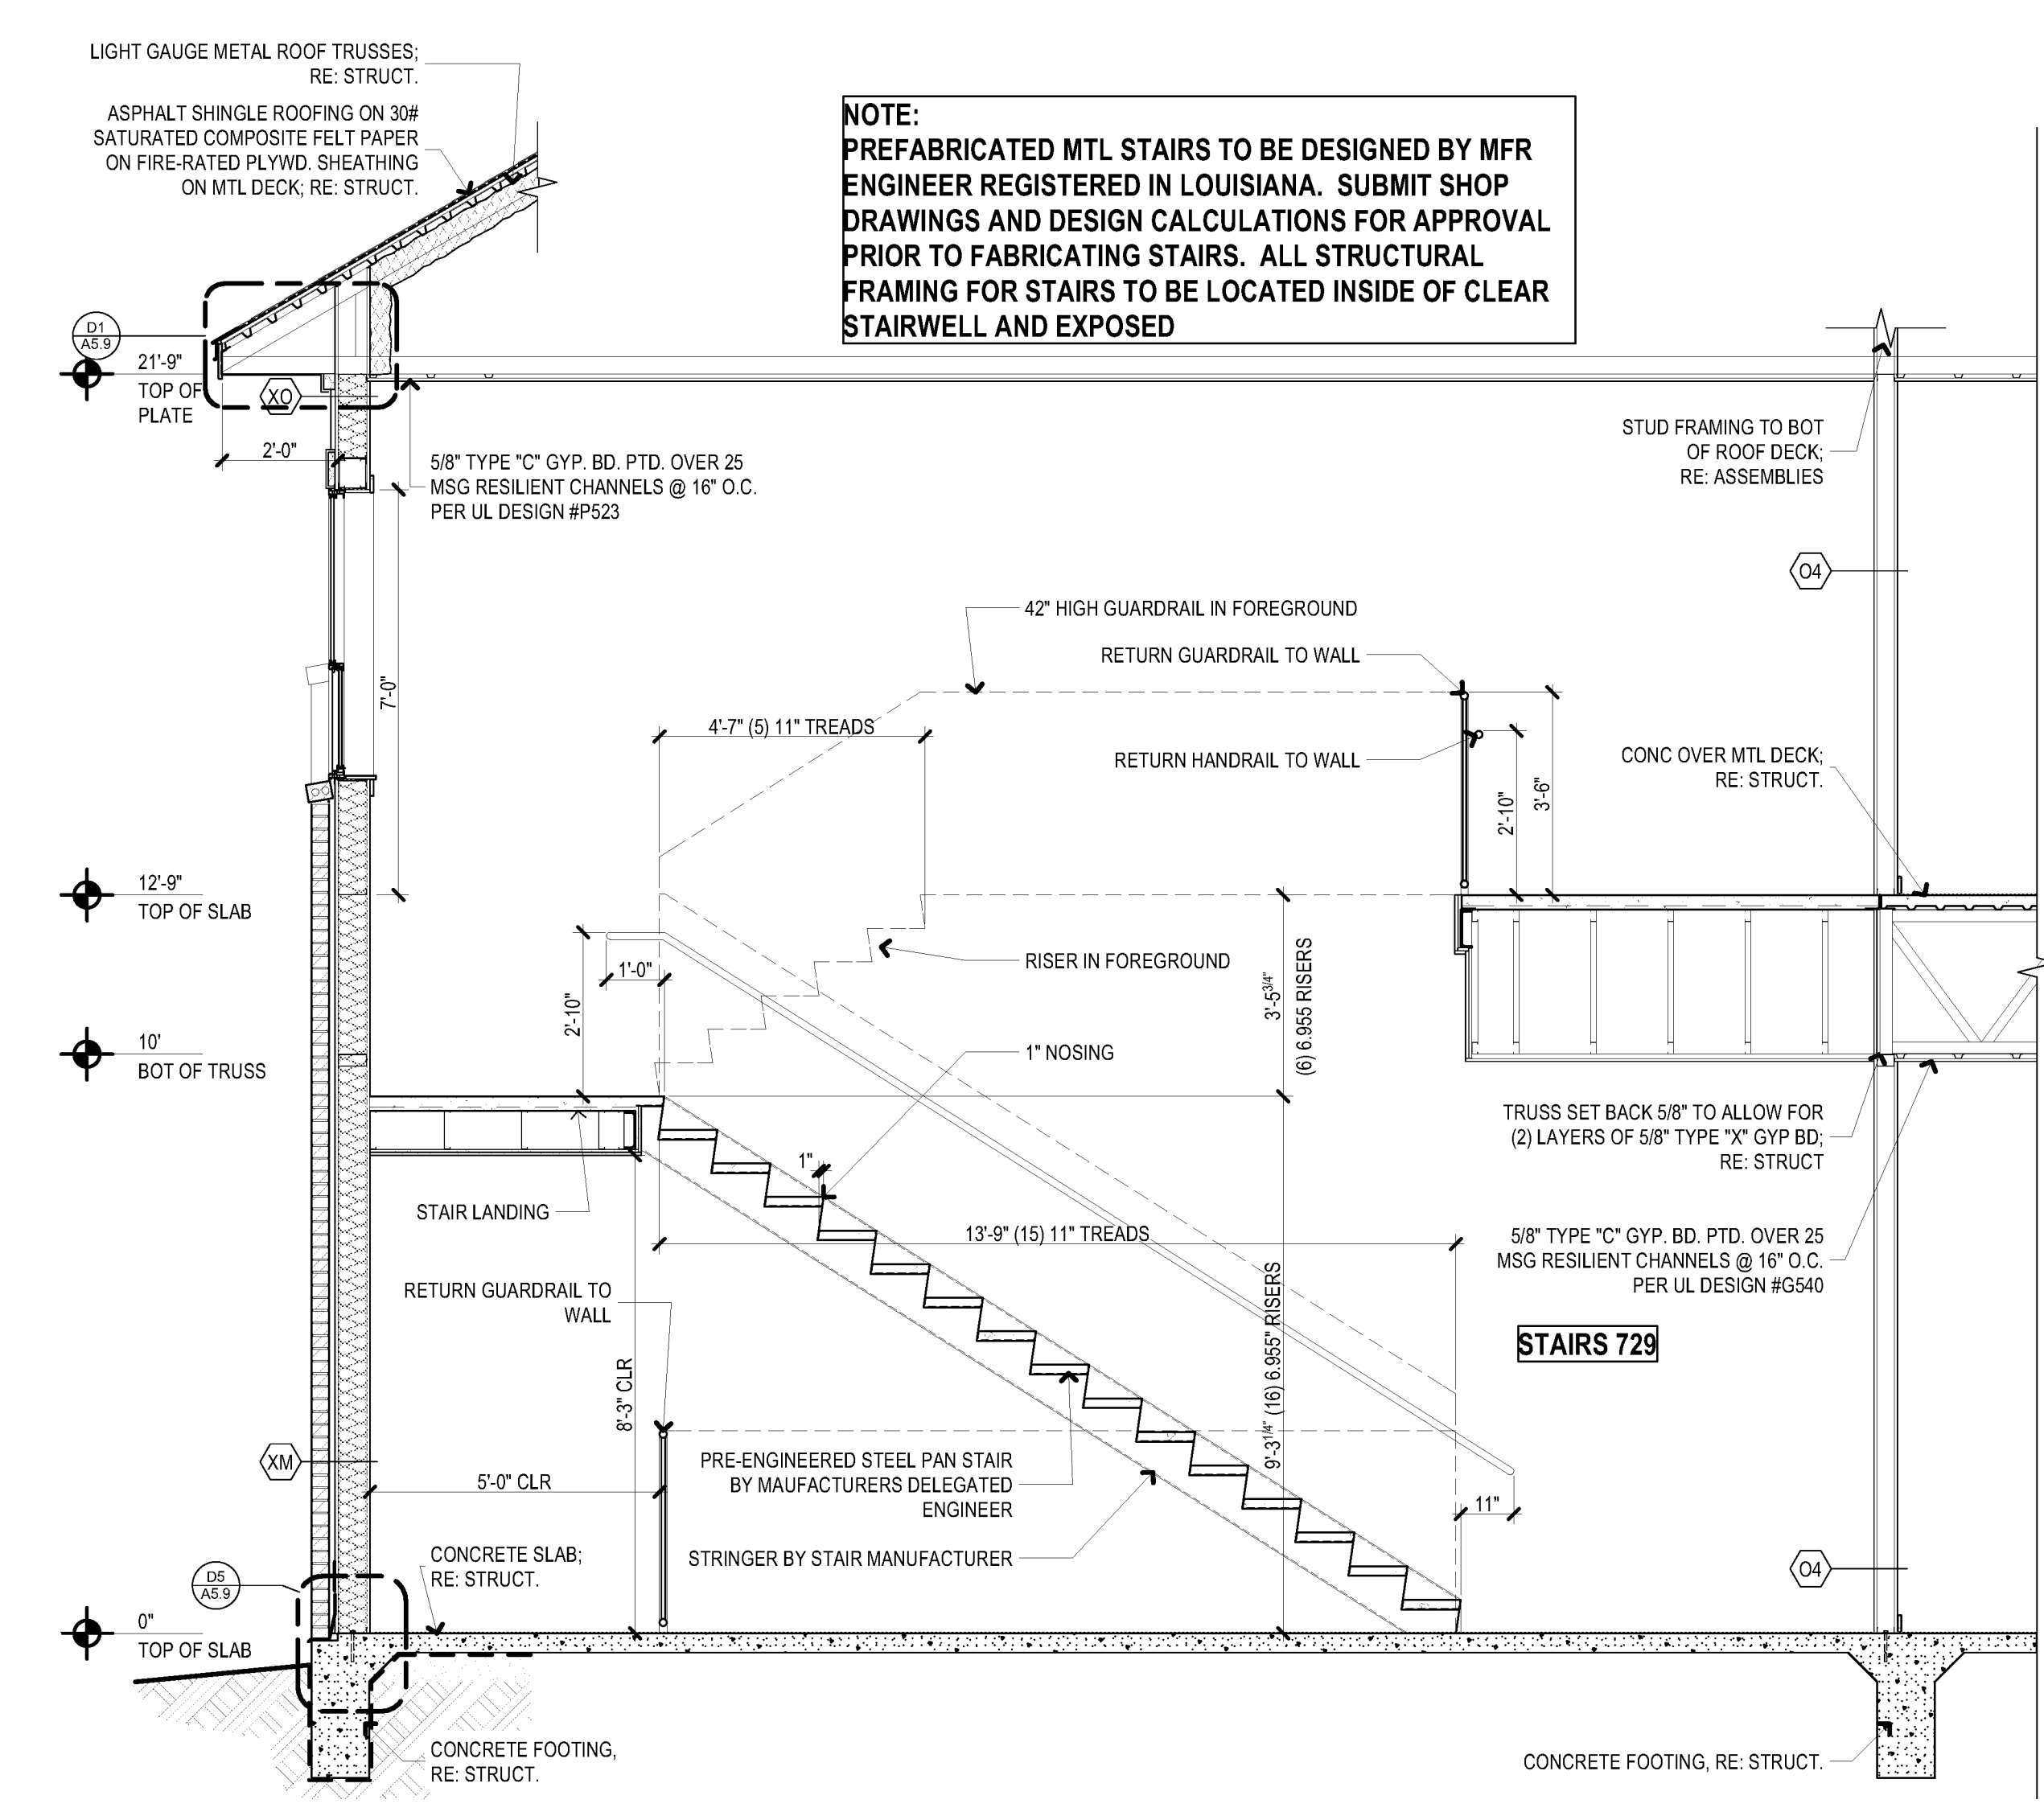 LIGHT GAUGE METAL ROOF TRUSSES;
RE: STRUCT.
ASPHALT SHINGLE ROOFING ON 30#
SATURATED COMPOSITE FELT PAPER
ON FIRE-RATED PLYWD. SHEATHING
ON MTL DECK; RE: STRUCT.
NOTE:
PREFABRICATED MTL STAIRS TO BE DESIGNED BY MFR
ENGINEER REGISTERED IN LOUISIANA. SUBMIT SHOP
DRAWINGS AND DESIGN CALCULATIONS FOR APPROVAL
PRIOR TO FABRICATING STAIRS. ALL STRUCTURAL
FRAMING FOR STAIRS TO BE LOCATED INSIDE OF CLEAR
STAIRWELL AND EXPOSED
D1
A5.9
21'-9"
TOP OF
PLATE
XO
2'-0"
5/8" TYPE "C" GYP. BD. PTD. OVER 25
MSG RESILIENT CHANNELS @ 16" O.C.
PER UL DESIGN #P523
STUD FRAMING TO BOT
OF ROOF DECK;
RE: ASSEMBLIES
O4
42" HIGH GUARDRAIL IN FOREGROUND
RETURN GUARDRAIL TO WALL
7'-0"
4'-7" (5) 11" TREADS
RETURN HANDRAIL TO WALL
2'-10"
3'-6"
CONC OVER MTL DECK;
RE: STRUCT.
12'-9"
TOP OF SLAB
1'-0"
2'-10"
RISER IN FOREGROUND
3'-5 3/4"
(6) 6.955 RISERS
10'
BOT OF TRUSS
1" NOSING
TRUSS SET BACK 5/8" TO ALLOW FOR
(2) LAYERS OF 5/8" TYPE "X" GYP BD;
RE: STRUCT
1"
STAIR LANDING
13'-9" (15) 11" TREADS
5/8" TYPE "C" GYP. BD. PTD. OVER 25
MSG RESILIENT CHANNELS @ 16" O.C.
PER UL DESIGN #G540
RETURN GUARDRAIL TO
WALL
STAIRS 729
8'-3" CLR
9'-3 1/4" (16) 6.955" RISERS
XM
5'-0" CLR
PRE-ENGINEERED STEEL PAN STAIR
BY MAUFACTURERS DELEGATED
ENGINEER
11"
STRINGER BY STAIR MANUFACTURER
CONCRETE SLAB;
RE: STRUCT.
D5
A5.9
O4
0"
TOP OF SLAB
CONCRETE FOOTING,
RE: STRUCT.
CONCRETE FOOTING, RE: STRUCT.